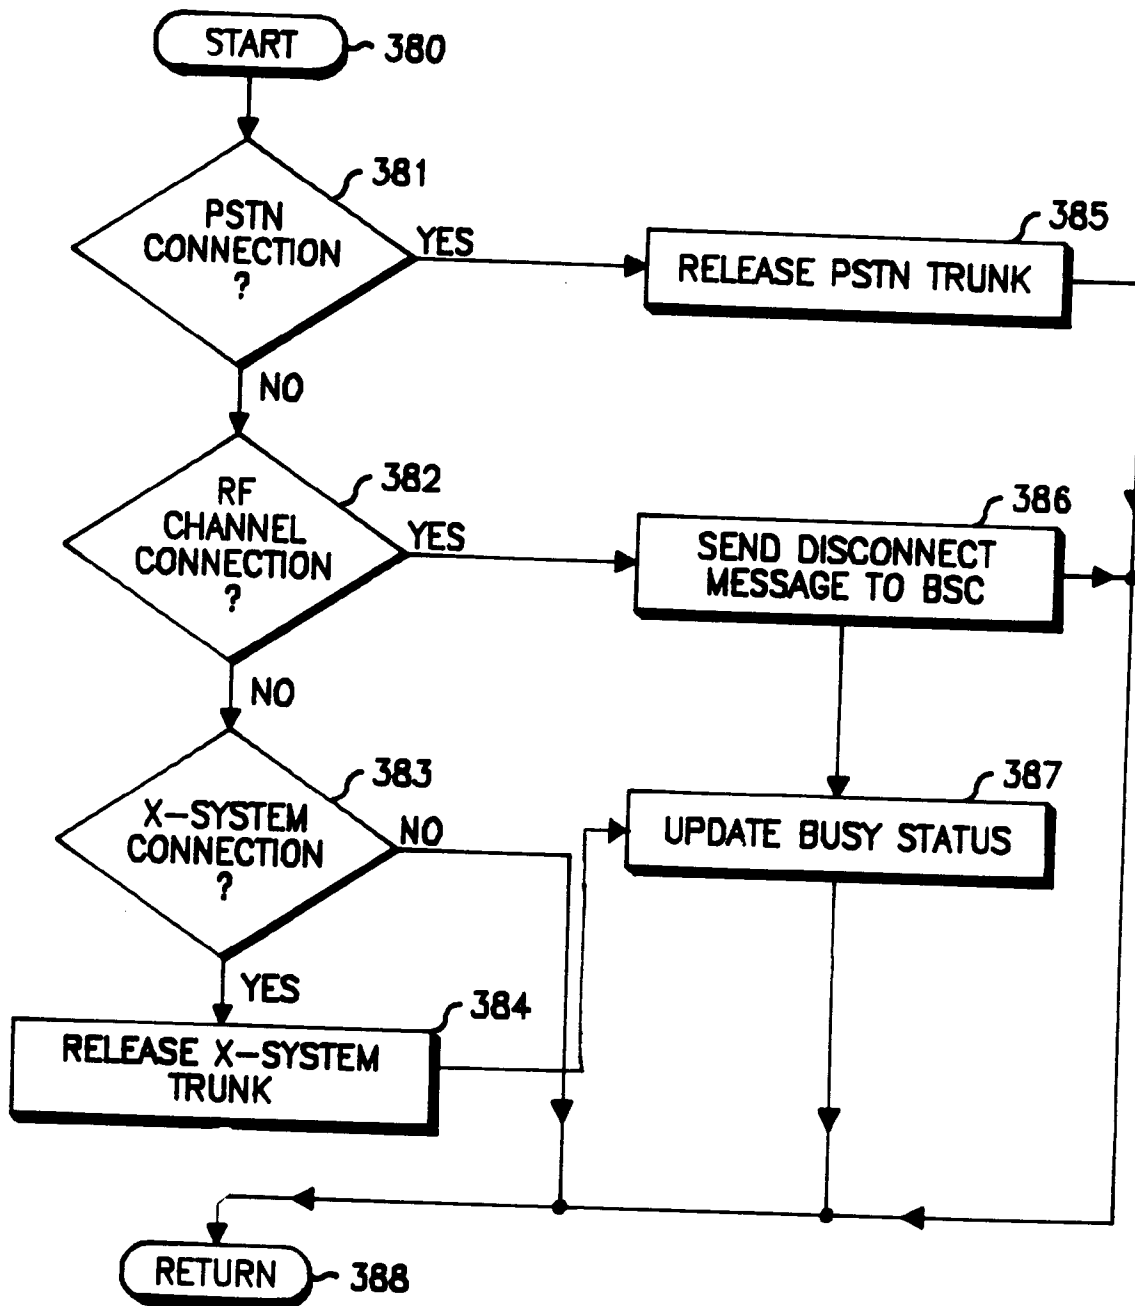 START
380
381
PSTN
CONNECTION
?
YES
385
RELEASE PSTN TRUNK
NO
382
RF
CHANNEL
CONNECTION
?
YES
386
SEND DISCONNECT
MESSAGE TO BSC
NO
383
X-SYSTEM
CONNECTION
?
NO
387
UPDATE BUSY STATUS
YES
384
RELEASE X-SYSTEM
TRUNK
RETURN
388